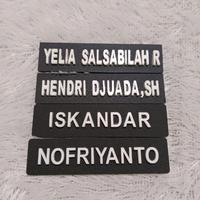 YELIA SALSABILAH R
HENDRI DJUADA,SH
ISKANDAR
NOFRIYANTO